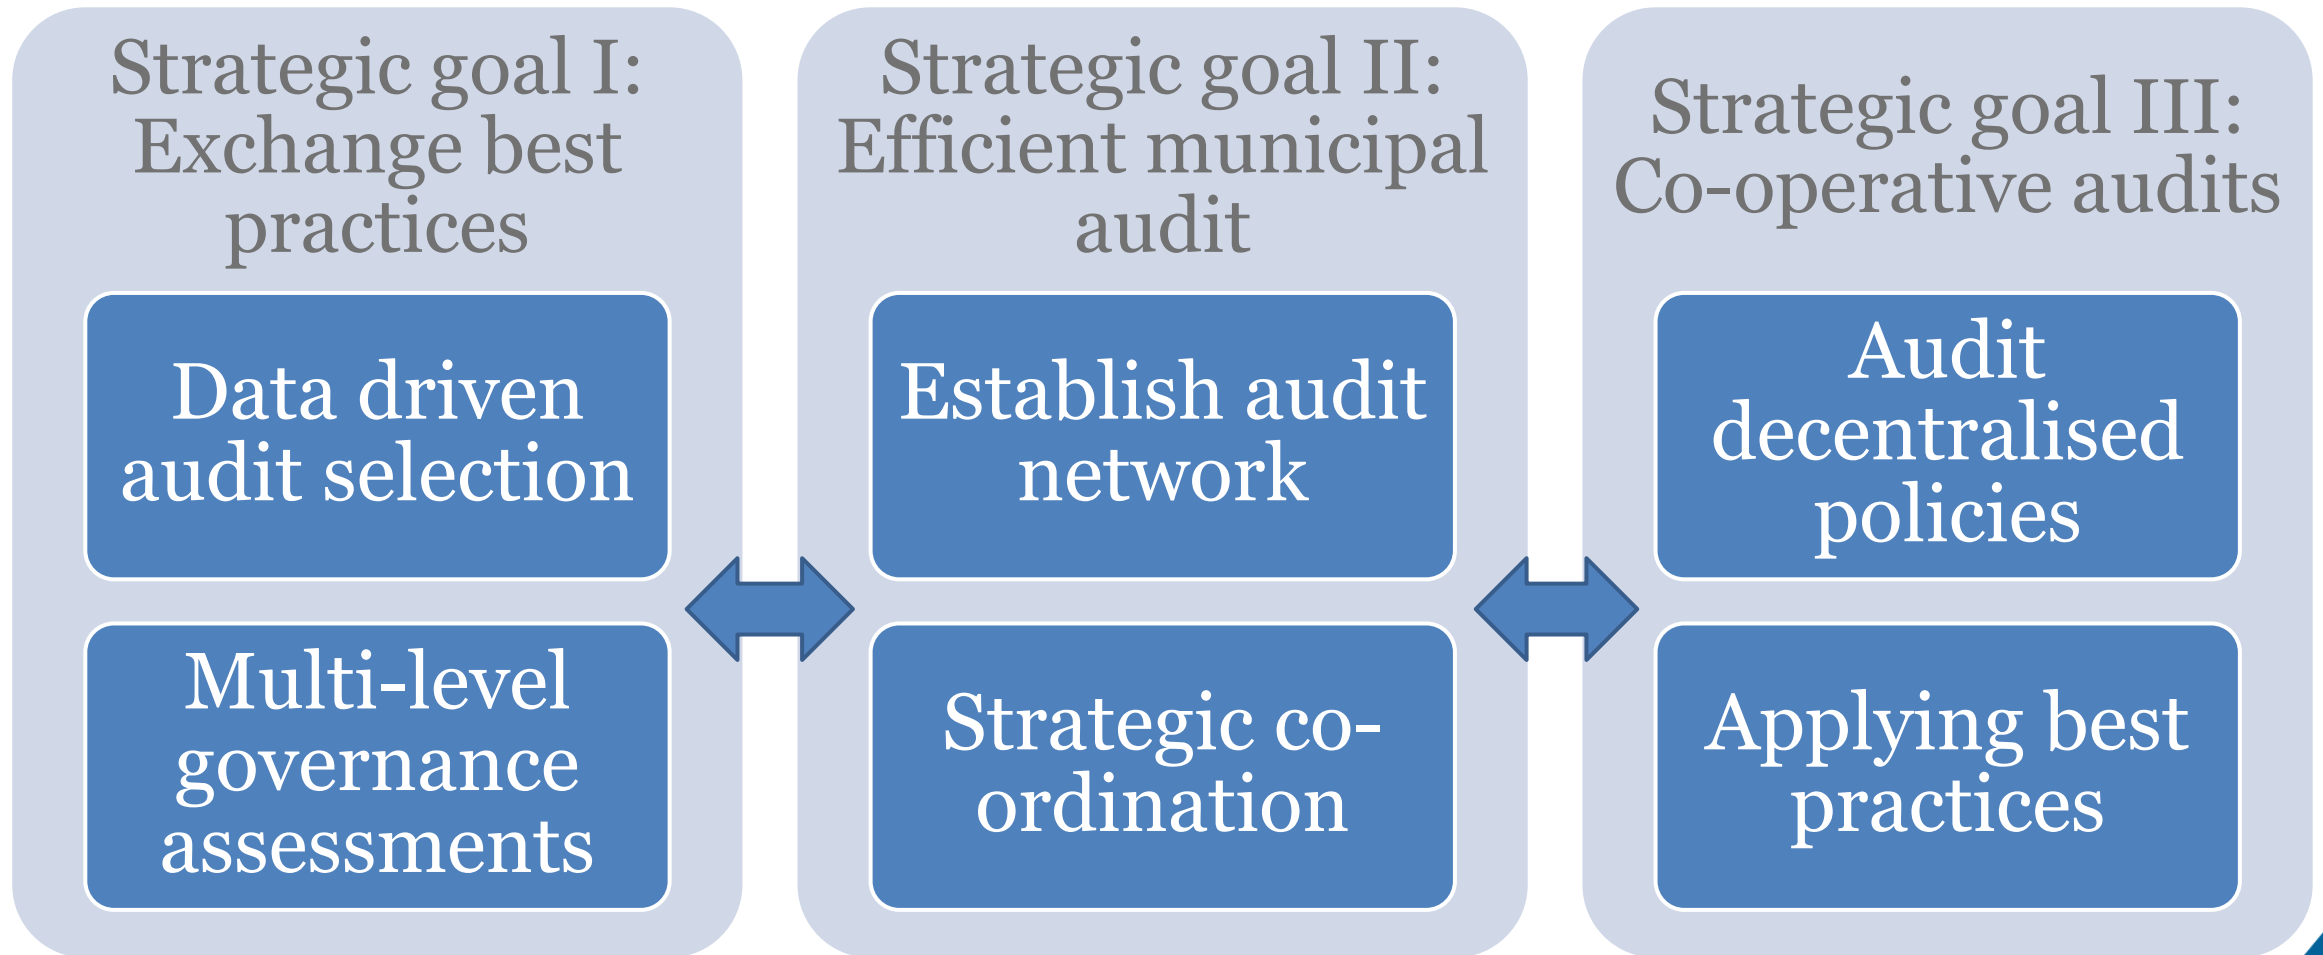 Strategic goal I:
Exchange best
practices
Data driven
audit selection
Multi-level
governance
assessments
Strategic goal II:
Efficient municipal
audit
Establish audit
network
Strategic co-
ordination
Strategic goal III:
Co-operative audits
Audit
decentralised
policies
Applying best
practices